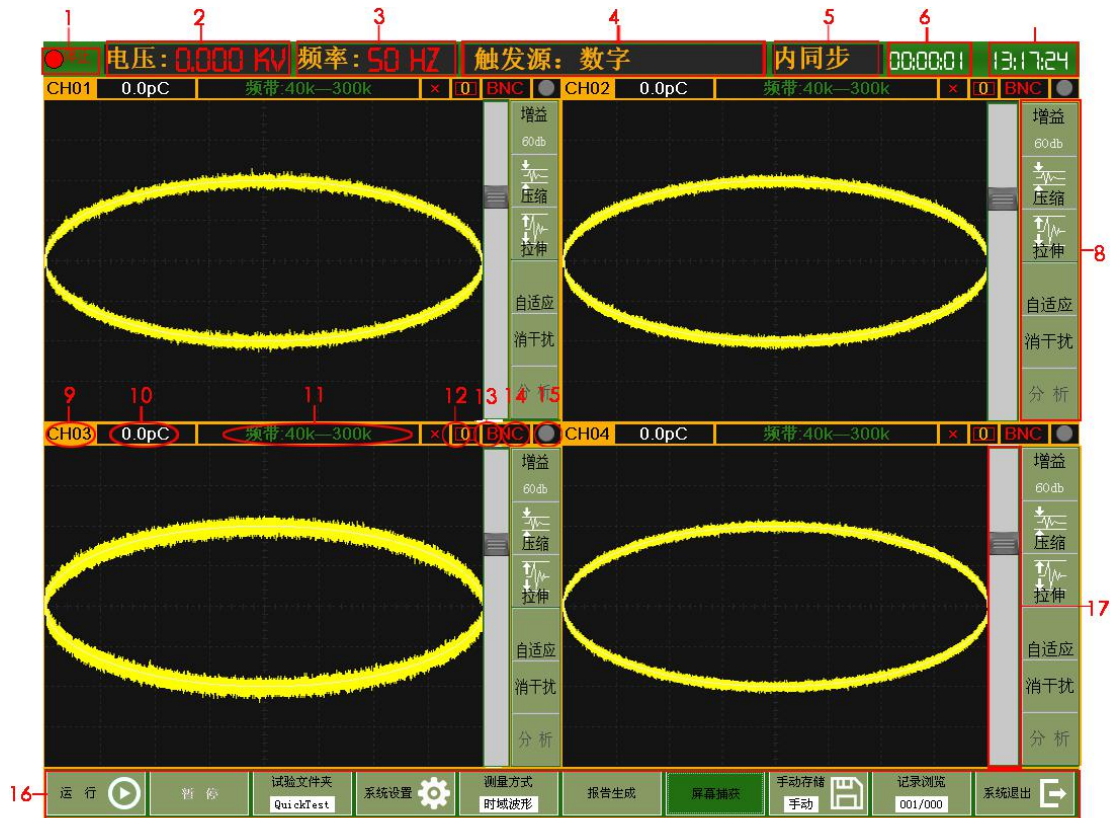 1 2 3 4 5 6
停止 电压: 0.000 KV 频率: 50 HZ 触发源: 数字 内同步 00:00:01 13:17:24
CH01 0.0pC 频带:40k—300k × 0 BNC
CH02 0.0pC 频带:40k—300k × 0 BNC
增益
60db
压缩
拉伸
自适应
消干扰
分 析
增益
60db
压缩
拉伸
自适应
消干扰
分 析
8
9 10 11 12 13 14 15
CH03 0.0pC 频带:40k—300k × 0 BNC
CH04 0.0pC 频带:40k—300k × 0 BNC
增益
60db
压缩
拉伸
自适应
消干扰
分 析
增益
60db
压缩
拉伸
自适应
消干扰
分 析
17
16
运 行
暂 停
试验文件夹
QuickTest
系统设置
测量方式
时域波形
报告生成
屏幕捕获
手动存储
手动
记录浏览
001/000
系统退出